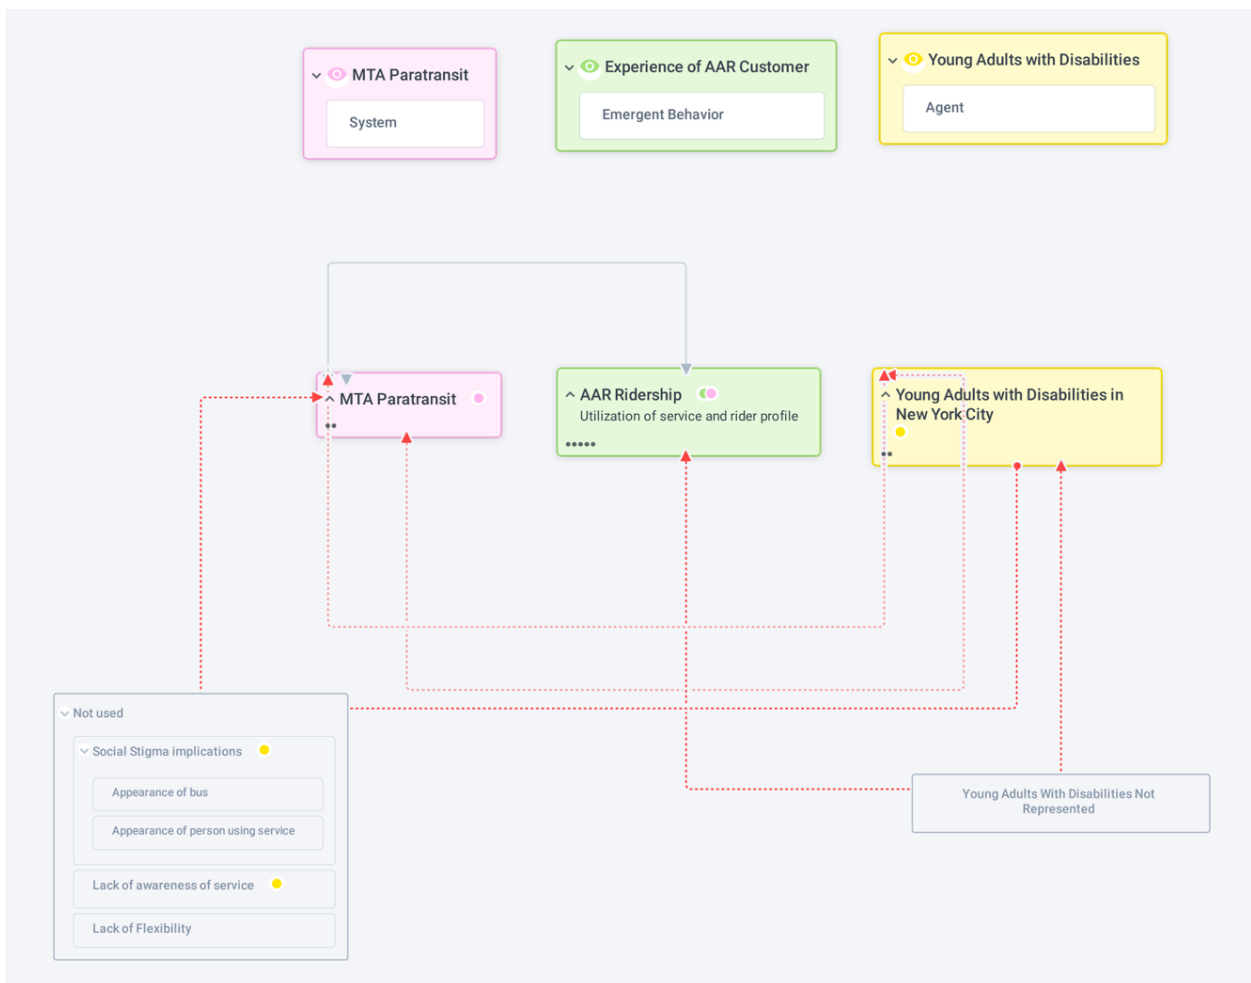 MTA Paratransit
System
Experience of AAR Customer
Emergent Behavior
Young Adults with Disabilities
Agent
MTA Paratransit
AAR Ridership
Utilization of service and rider profile
Young Adults with Disabilities in
New York City
Not used
Social Stigma implications
Appearance of bus
Appearance of person using service
Lack of awareness of service
Lack of Flexibility
Young Adults With Disabilities Not
Represented